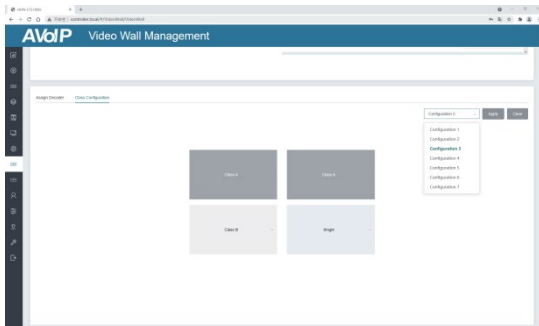 AVoIP Video Wall Management
Assign Decoder Class Configuration
Apply Clear
Configuration 1
Configuration 2
Configuration 3
Configuration 4
Configuration 5
Configuration 6
Configuration 7
Class A Class A
Class B Single